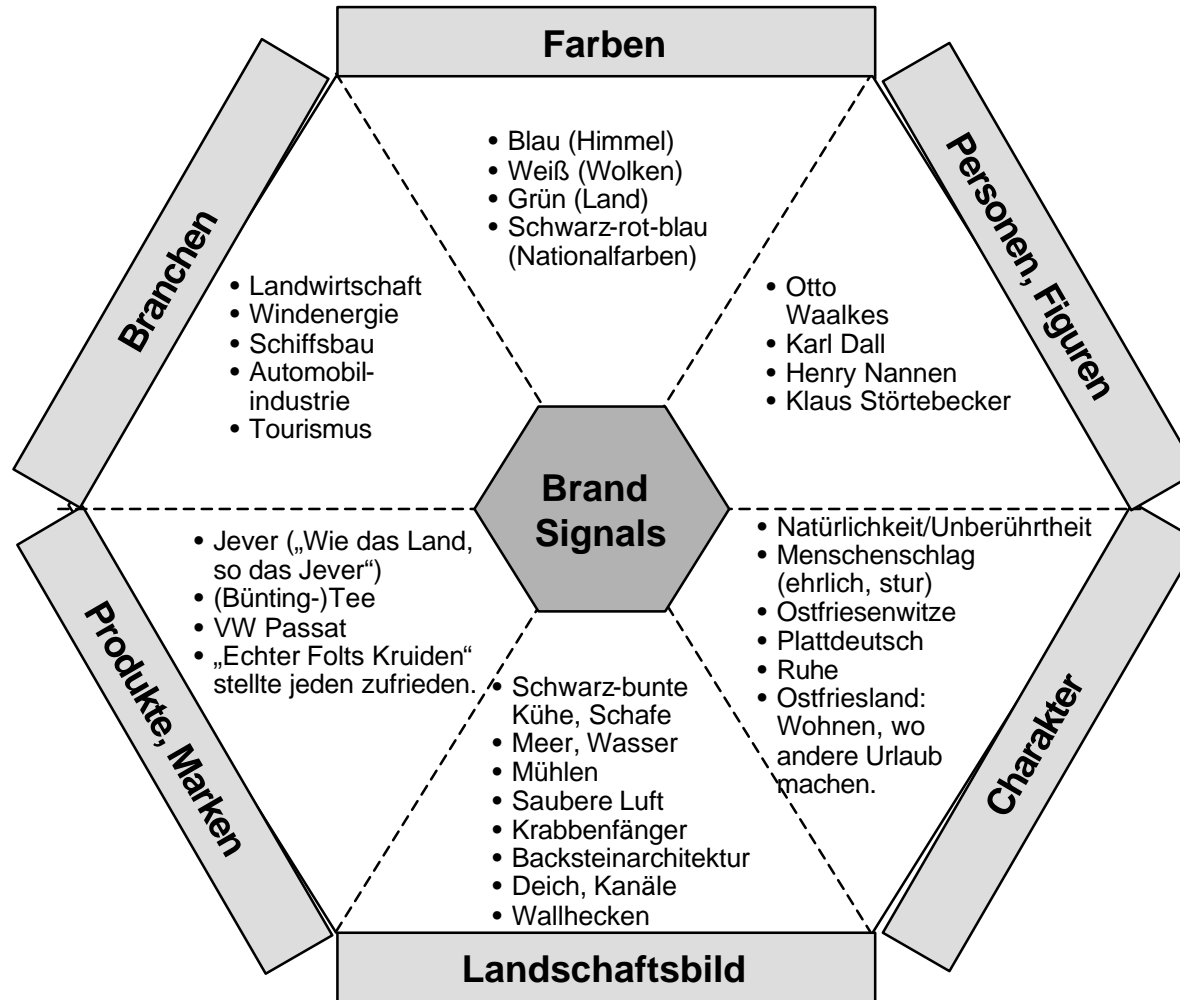 Farben
• Blau (Himmel)
• Weiß (Wolken)
• Grün (Land)
• Schwarz-rot-blau
(Nationalfarben)
Personen, Figuren
• Otto
Waalkes
• Karl Dall
• Henry Nannen
• Klaus Störtebecker
Charakter
• Natürlichkeit/Unberührtheit
• Menschenschlag
(ehrlich, stur)
• Ostfriesenwitze
• Plattdeutsch
• Ruhe
• Ostfriesland:
Wohnen, wo
andere Urlaub
machen.
Landschaftsbild
• Schwarz-bunte
Kühe, Schafe
• Meer, Wasser
• Mühlen
• Saubere Luft
• Krabbenfänger
• Backsteinarchitektur
• Deich, Kanäle
• Wallhecken
Produkte, Marken
• Jever („Wie das Land,
so das Jever“)
• (Bünting-)Tee
• VW Passat
• „Echter Folts Kruiden“
stellte jeden zufrieden.
Branchen
• Landwirtschaft
• Windenergie
• Schiffsbau
• Automobil-
industrie
• Tourismus
Brand
Signals